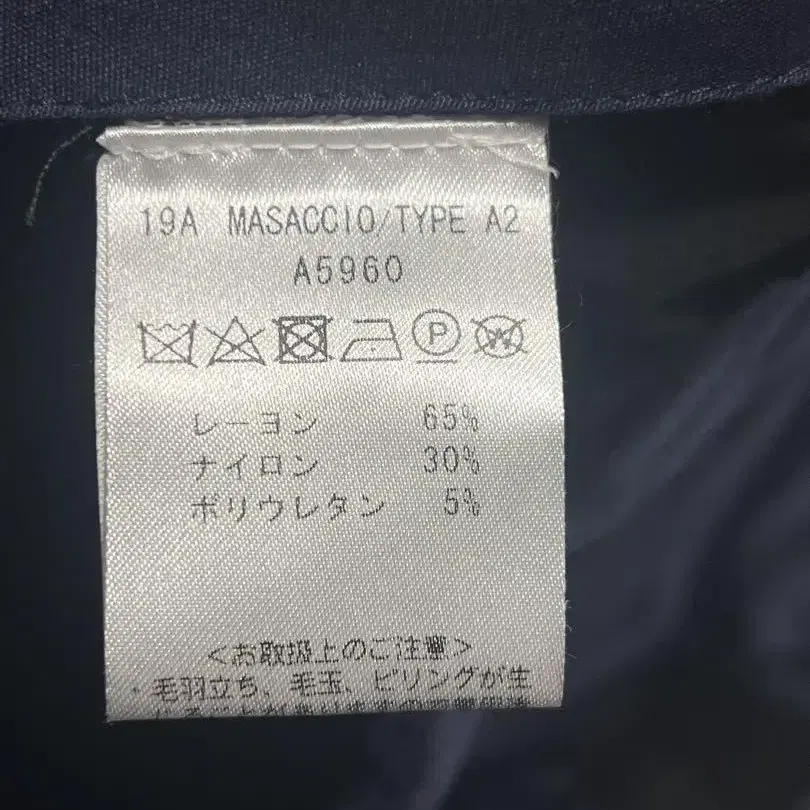 19A MASACCIO/TYPE A2
A5960
P W
レーヨン 65%
ナイロン 30%
ポリウレタン 5%
<お取扱上のご注意>
・毛羽立ち、毛玉、ピリングが生